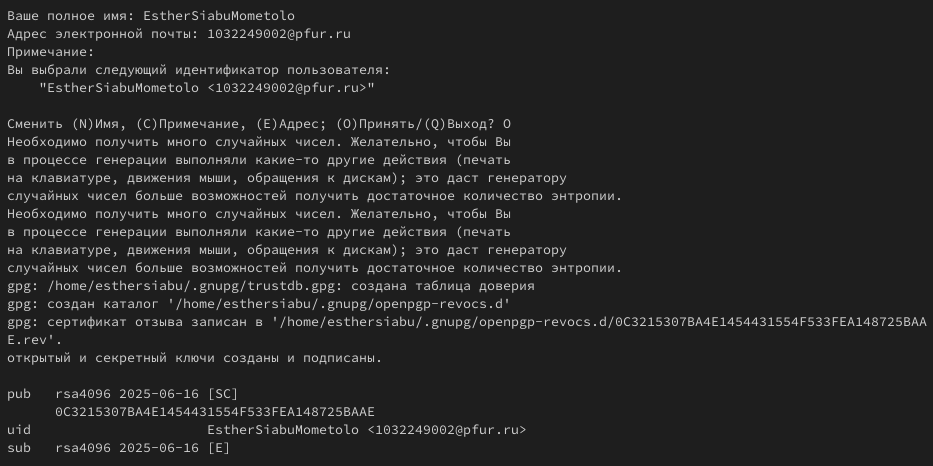 Ваше полное имя: EstherSiabuMometolo
Адрес электронной почты: 1032249002@pfur.ru
Примечание:
Вы выбрали следующий идентификатор пользователя:
    "EstherSiabuMometolo <1032249002@pfur.ru>"

Сменить (N)Имя, (C)Примечание, (E)Адрес; (O)Принять/(Q)Выход? O
Необходимо получить много случайных чисел. Желательно, чтобы Вы
в процессе генерации выполняли какие-то другие действия (печать
на клавиатуре, движения мыши, обращения к дискам); это даст генератору
случайных чисел больше возможностей получить достаточное количество энтропии.
Необходимо получить много случайных чисел. Желательно, чтобы Вы
в процессе генерации выполняли какие-то другие действия (печать
на клавиатуре, движения мыши, обращения к дискам); это даст генератору
случайных чисел больше возможностей получить достаточное количество энтропии.
gpg: /home/esthersiabu/.gnupg/trustdb.gpg: создана таблица доверия
gpg: создан каталог '/home/esthersiabu/.gnupg/openpgp-revocs.d'
gpg: сертификат отзыва записан в '/home/esthersiabu/.gnupg/openpgp-revocs.d/0C3215307BA4E1454431554F533FEA148725BAA
E.rev'.
открытый и секретный ключи созданы и подписаны.

pub   rsa4096 2025-06-16 [SC]
      0C3215307BA4E1454431554F533FEA148725BAAE
uid                      EstherSiabuMometolo <1032249002@pfur.ru>
sub   rsa4096 2025-06-16 [E]